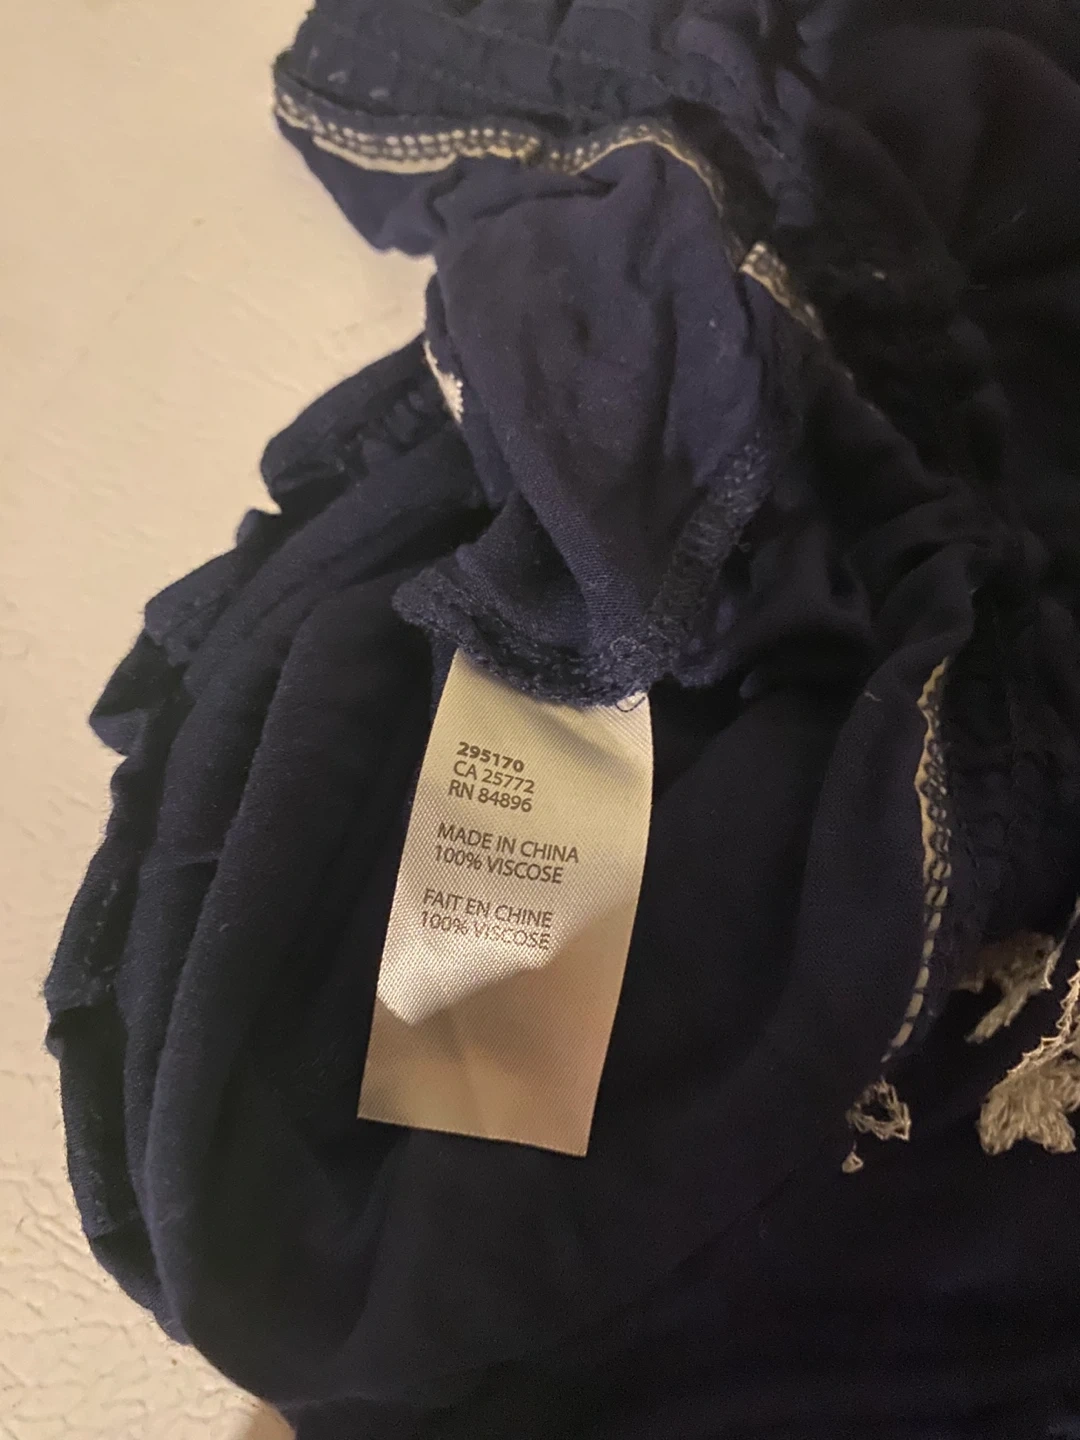 295170
CA 25772
RN 84896
MADE IN CHINA
100% VISCOSE
FAIT EN CHINE
100% VISCOSE